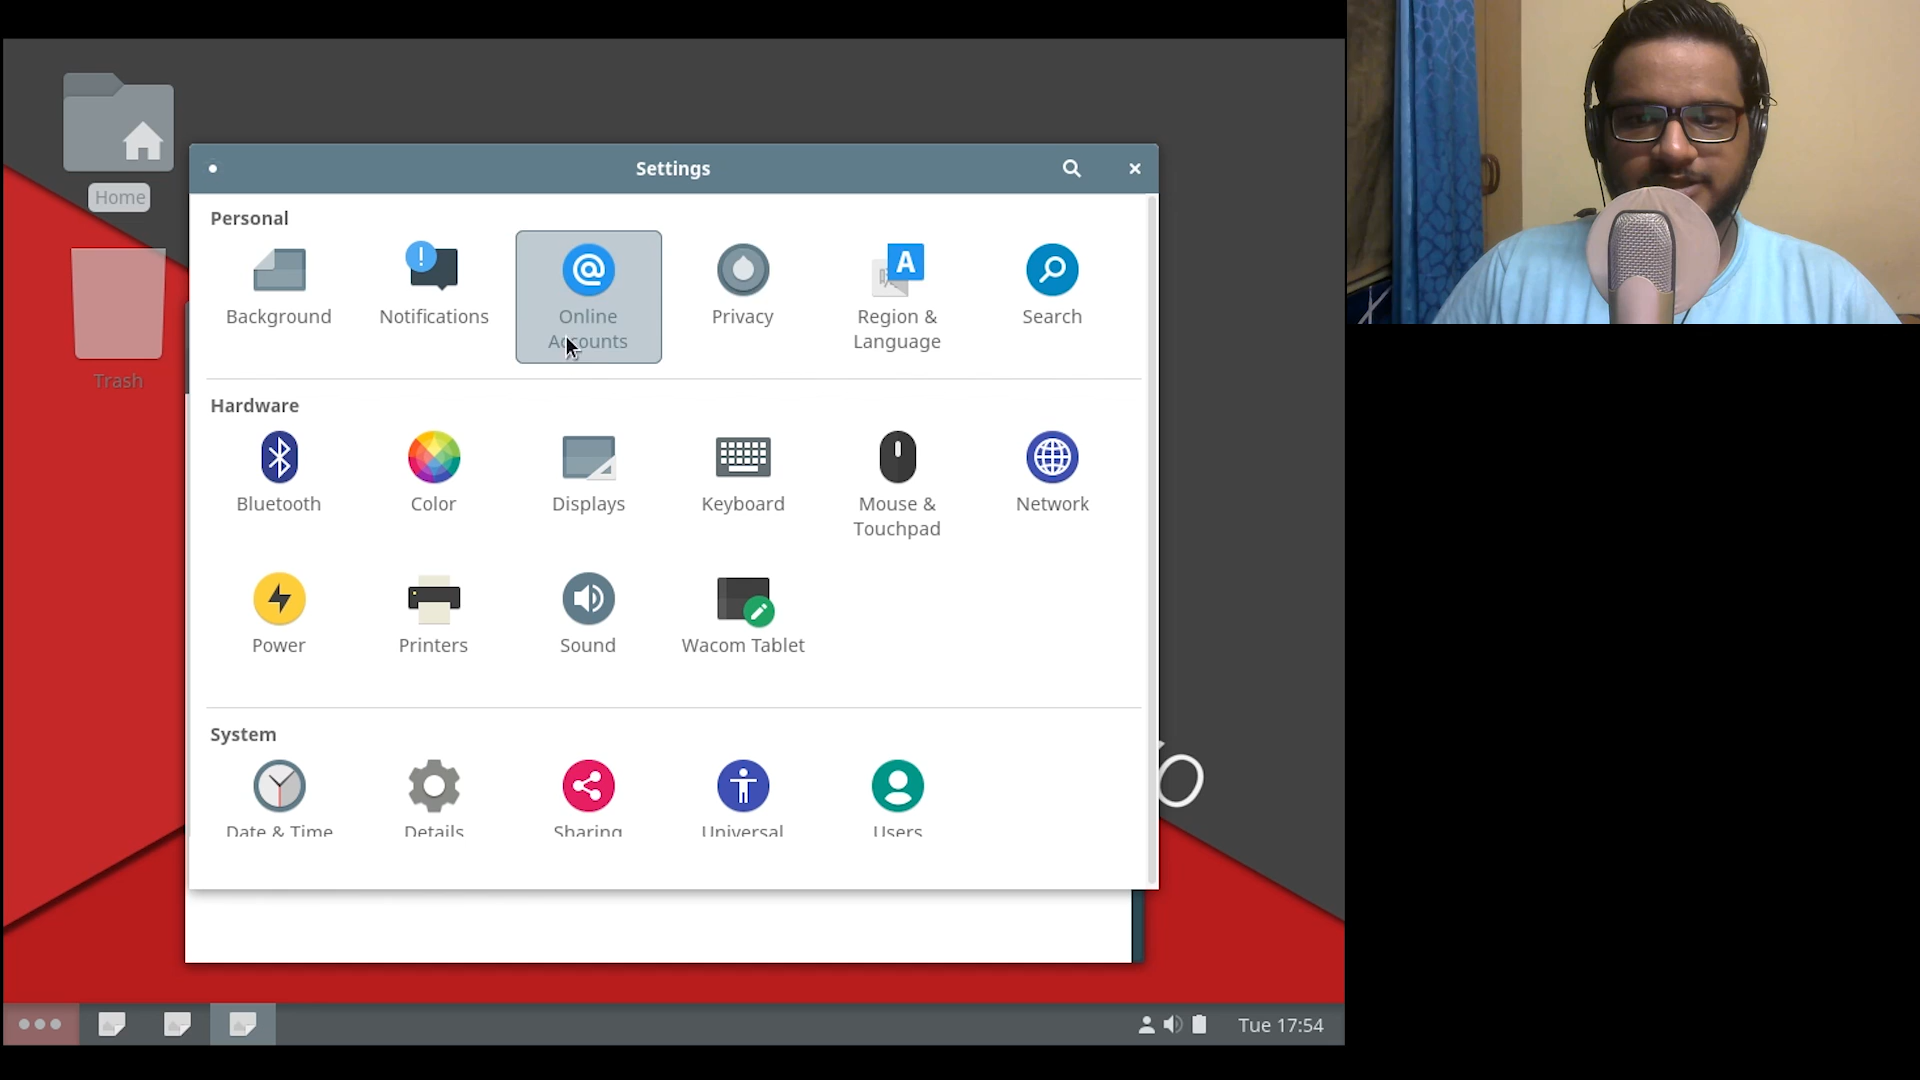 Home
Trash
Settings
Personal
Background
Notifications
Online
Accounts
Privacy
Region &
Language
Search
Hardware
Bluetooth
Color
Displays
Keyboard
Mouse &
Touchpad
Network
Power
Printers
Sound
Wacom Tablet
System
Date & Time
Details
Sharing
Universal
Users
Tue 17:54